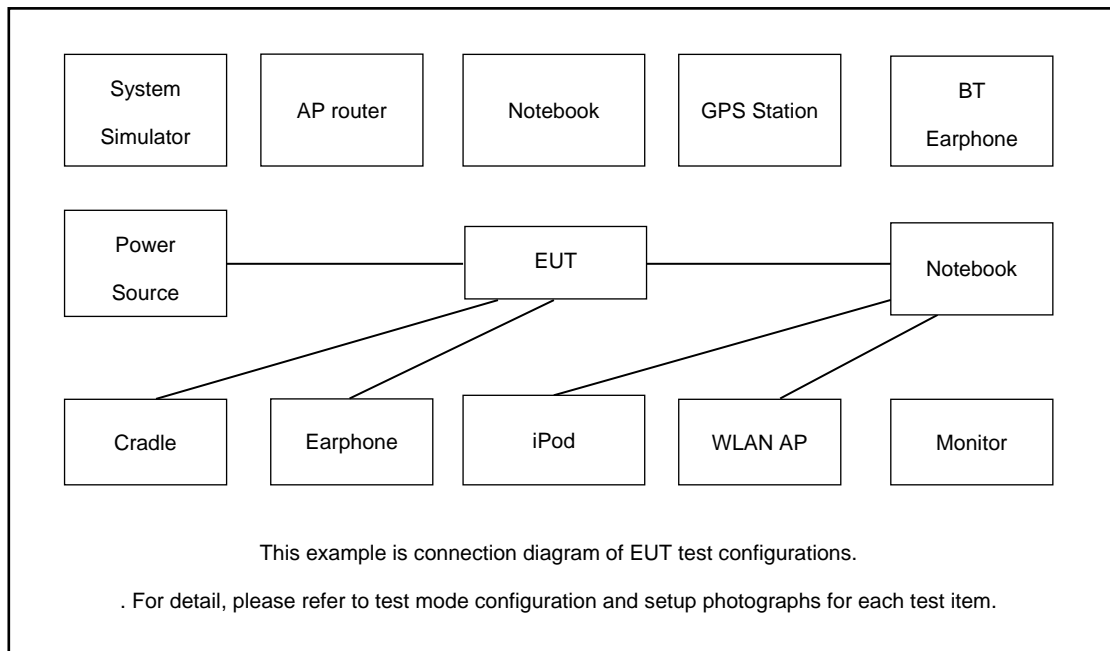 System
Simulator
AP router
Notebook
GPS Station
BT
Earphone
Power
Source
EUT
Notebook
Cradle
Earphone
iPod
WLAN AP
Monitor
This example is connection diagram of EUT test configurations.
. For detail, please refer to test mode configuration and setup photographs for each test item.